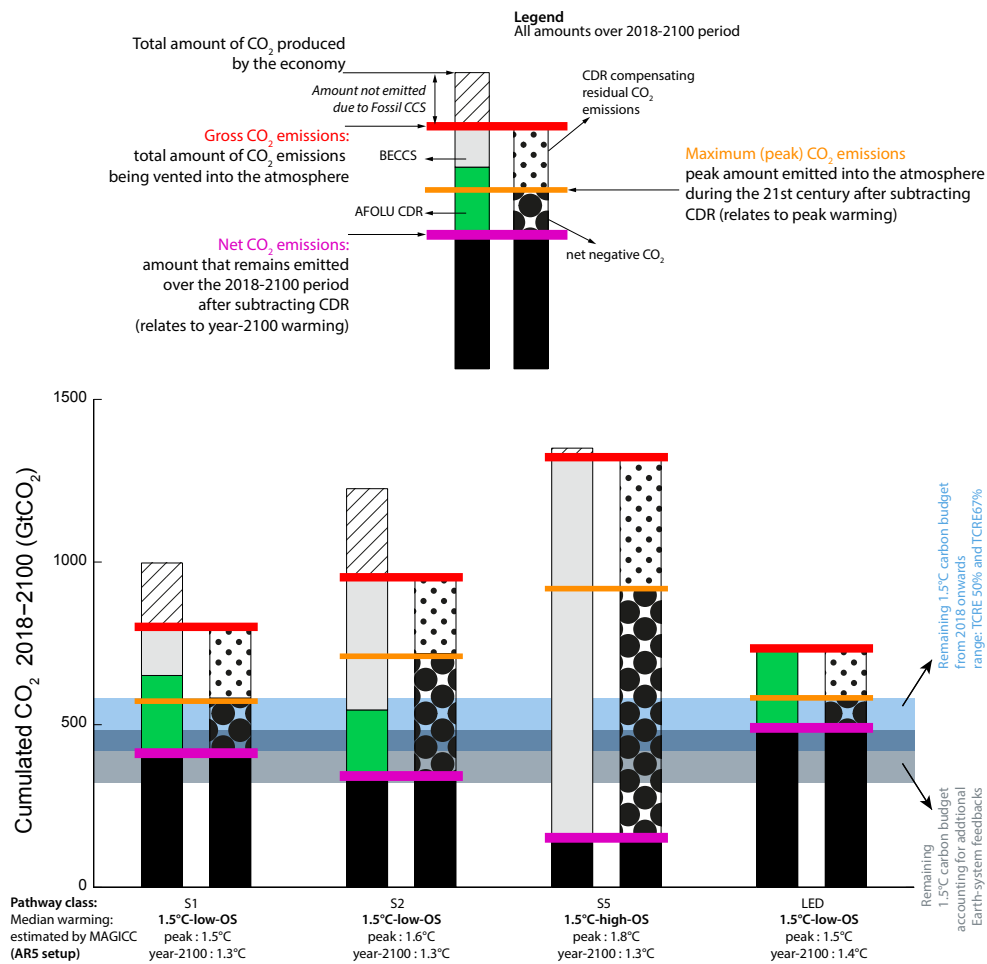 Legend
All amounts over 2018-2100 period
Total amount of CO2 produced
by the economy
Amount not emitted
due to Fossil CCS
CDR compensating
residual CO2
emissions
Gross CO2 emissions:
total amount of CO2 emissions
being vented into the atmosphere
BECCS
AFOLU CDR
Maximum (peak) CO2 emissions
peak amount emitted into the atmosphere
during the 21st century after subtracting
CDR (relates to peak warming)
Net CO2 emissions:
amount that remains emitted
over the 2018-2100 period
after subtracting CDR
(relates to year-2100 warming)
net negative CO2
Cumulated CO2 2018−2100 (GtCO2)
1500
1000
500
0
Remaining 1.5°C carbon budget
from 2018 onwards
range: TCRE 50% and TCRE67%
Remaining
1.5°C carbon budget
accounting for addtional
Earth-system feedbacks
Pathway class: S1 S2 S5 LED
Median warming: 1.5°C-low-OS 1.5°C-low-OS 1.5°C-high-OS 1.5°C-low-OS
estimated by MAGICC peak : 1.5°C peak : 1.6°C peak : 1.8°C peak : 1.5°C
(AR5 setup) year-2100 : 1.3°C year-2100 : 1.3°C year-2100 : 1.3°C year-2100 : 1.4°C